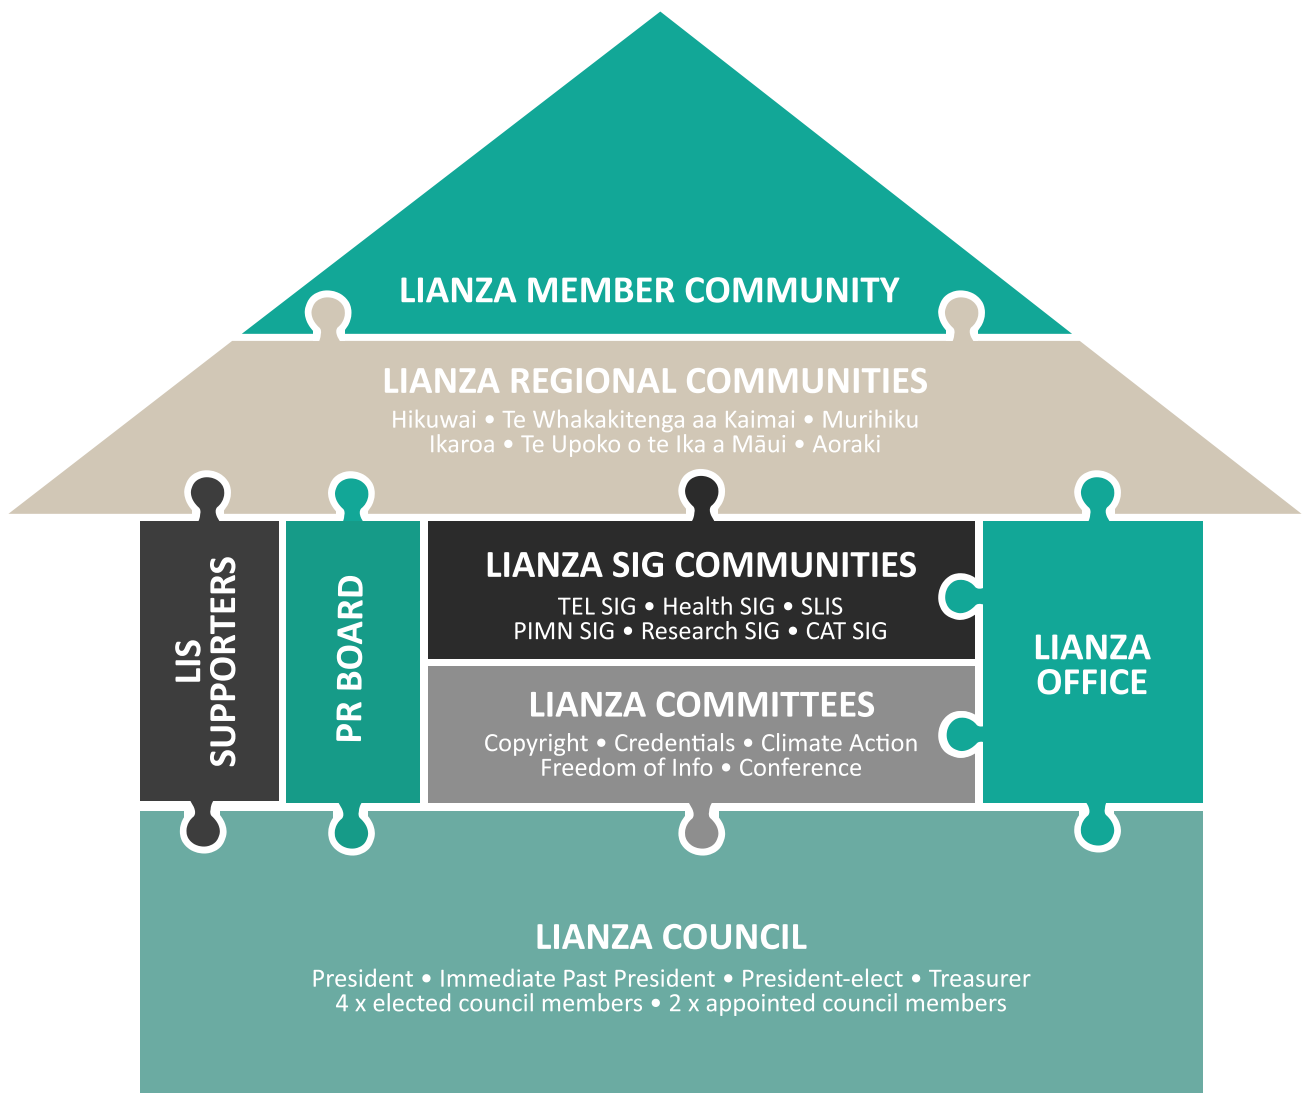 LIANZA MEMBER COMMUNITY
LIANZA REGIONAL COMMUNITIES
Hikuwai • Te Whakakitenga aa Kaimai • Murihiku
Ikaroa • Te Upoko o te Ika a Māui • Aoraki
LIS
SUPPORTERS
PR BOARD
LIANZA SIG COMMUNITIES
TEL SIG • Health SIG • SLIS
PIMN SIG • Research SIG • CAT SIG
LIANZA COMMITTEES
Copyright • Credentials • Climate Action
Freedom of Info • Conference
LIANZA
OFFICE
LIANZA COUNCIL
President • Immediate Past President • President-elect • Treasurer
4 x elected council members • 2 x appointed council members